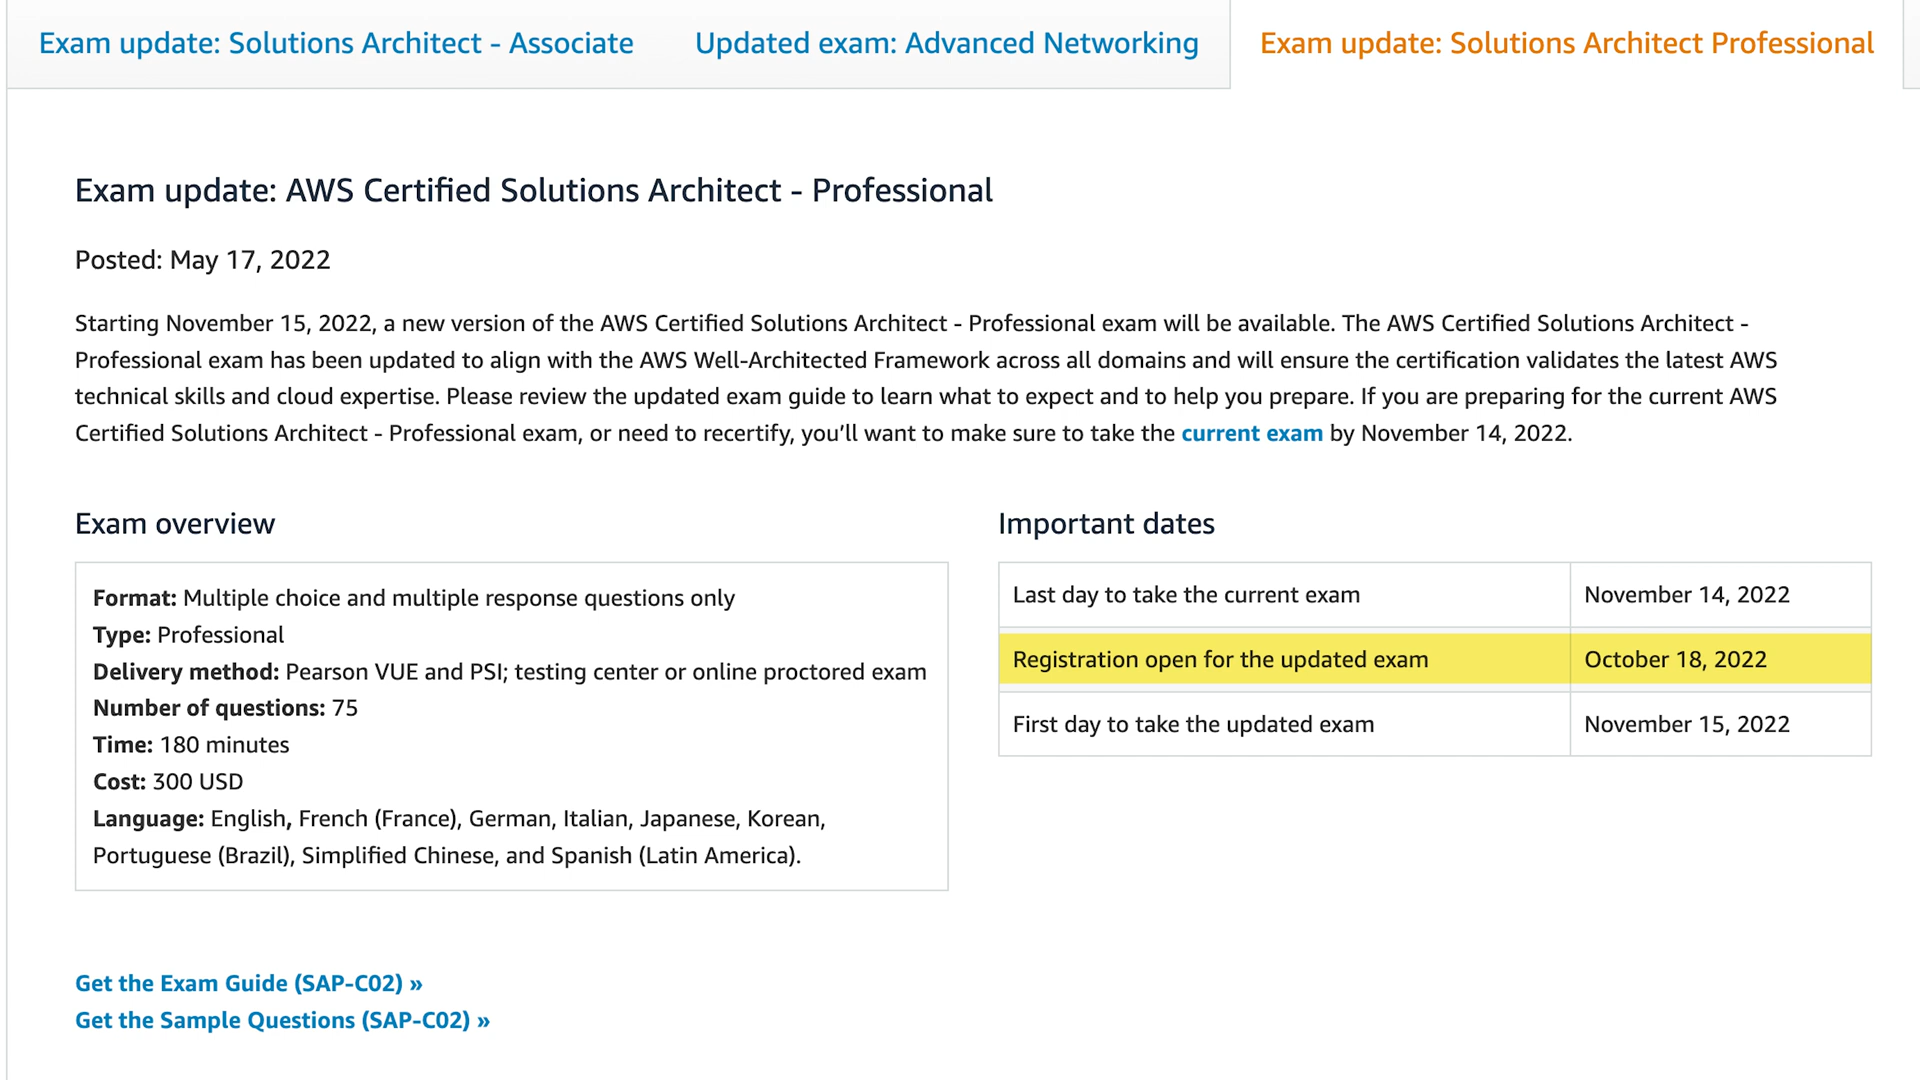 Exam update: Solutions Architect - Associate
Updated exam: Advanced Networking
Exam update: Solutions Architect Professional
Exam update: AWS Certified Solutions Architect - Professional
Posted: May 17, 2022
Starting November 15, 2022, a new version of the AWS Certified Solutions Architect - Professional exam will be available. The AWS Certified Solutions Architect -
Professional exam has been updated to align with the AWS Well-Architected Framework across all domains and will ensure the certification validates the latest AWS
technical skills and cloud expertise. Please review the updated exam guide to learn what to expect and to help you prepare. If you are preparing for the current AWS
Certified Solutions Architect - Professional exam, or need to recertify, you’ll want to make sure to take the current exam by November 14, 2022.
Exam overview
Format: Multiple choice and multiple response questions only
Type: Professional
Delivery method: Pearson VUE and PSI; testing center or online proctored exam
Number of questions: 75
Time: 180 minutes
Cost: 300 USD
Language: English, French (France), German, Italian, Japanese, Korean,
Portuguese (Brazil), Simplified Chinese, and Spanish (Latin America).
Important dates
Last day to take the current exam November 14, 2022
Registration open for the updated exam October 18, 2022
First day to take the updated exam November 15, 2022
Get the Exam Guide (SAP-C02) »
Get the Sample Questions (SAP-C02) »